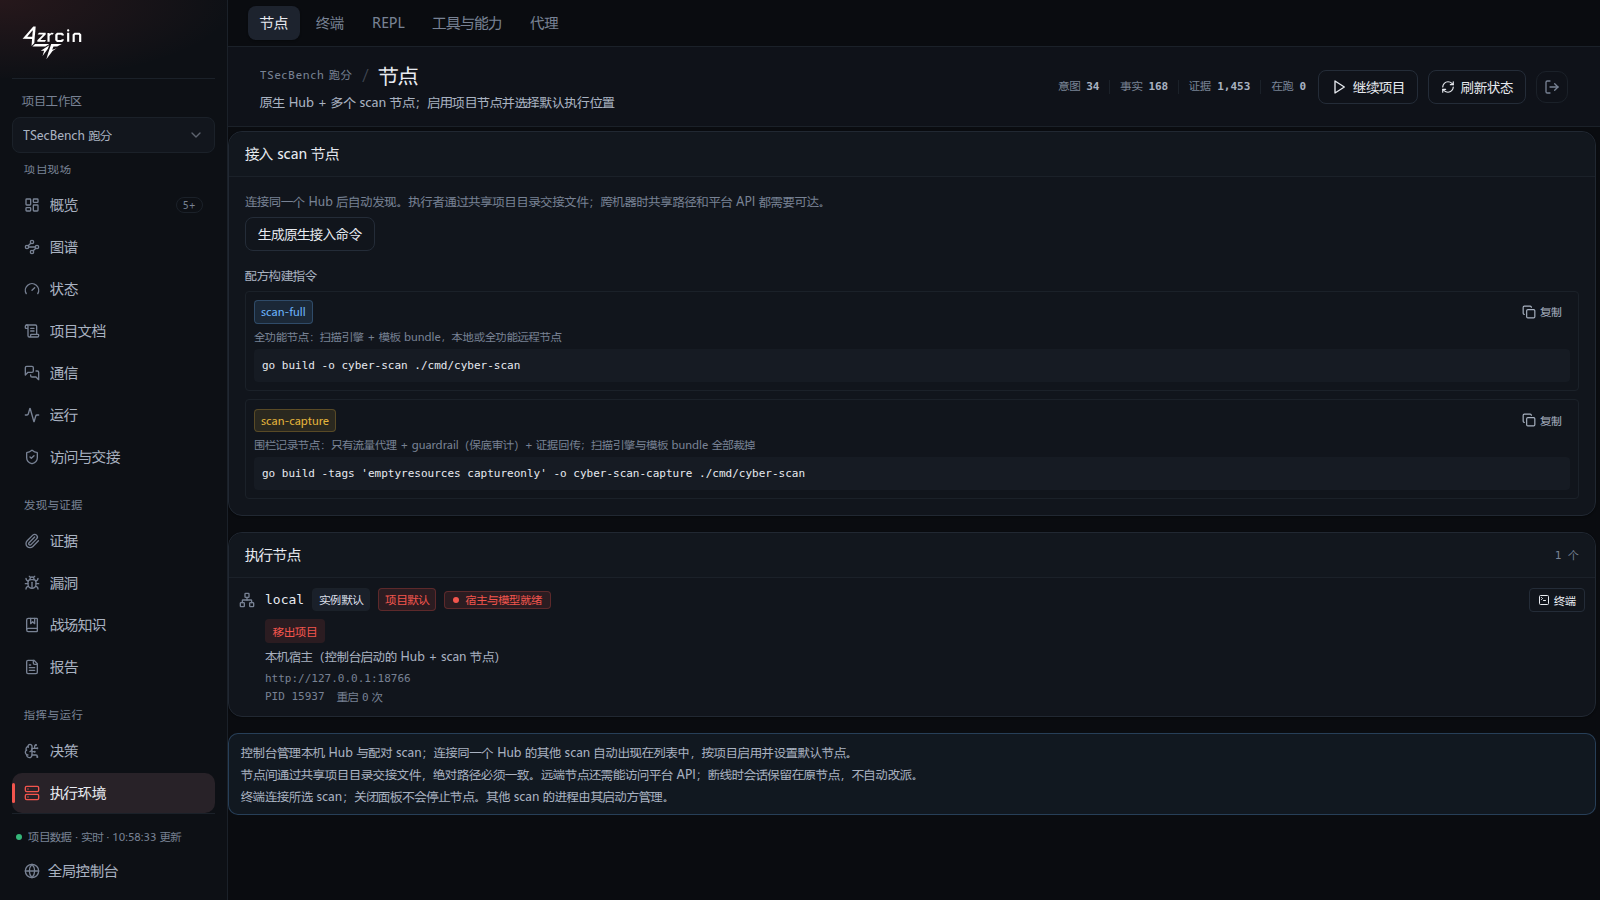 Azrcin
项目工作区
TSecBench 跑分
项目现场
概览 5+
图谱
状态
项目文档
通信
运行
访问与交接
发现与证据
证据
漏洞
战场知识
报告
指挥与运行
决策
执行环境
项目数据 · 实时 · 10:58:33 更新
全局控制台
节点 终端 REPL 工具与能力 代理
TSecBench 跑分 / 节点
原生 Hub + 多个 scan 节点；启用项目节点并选择默认执行位置
意图 34 事实 168 证据 1,453 在跑 0 继续项目 刷新状态
接入 scan 节点
连接同一个 Hub 后自动发现。执行者通过共享项目目录交接文件；跨机器时共享路径和平台 API 都需要可达。
生成原生接入命令
配方构建指令
scan-full 复制
全功能节点：扫描引擎 + 模板 bundle，本地或全功能远程节点
go build -o cyber-scan ./cmd/cyber-scan
scan-capture 复制
围栏记录节点：只有流量代理 + guardrail（保底审计）+ 证据回传；扫描引擎与模板 bundle 全部裁掉
go build -tags 'emptyresources captureonly' -o cyber-scan-capture ./cmd/cyber-scan
执行节点 1 个
local 实例默认 项目默认 宿主与模型就绪 终端
移出项目
本机宿主（控制台启动的 Hub + scan 节点）
http://127.0.0.1:18766
PID 15937 重启 0 次
控制台管理本机 Hub 与配对 scan；连接同一个 Hub 的其他 scan 自动出现在列表中，按项目启用并设置默认节点。
节点间通过共享项目目录交接文件，绝对路径必须一致。远端节点还需能访问平台 API；断线时会话保留在原节点，不自动改派。
终端连接所选 scan；关闭面板不会停止节点。其他 scan 的进程由其启动方管理。